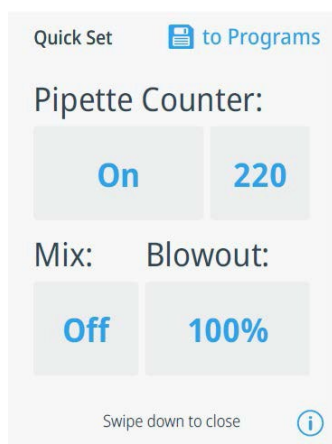 Quick Set to Programs
Pipette Counter:
On 220
Mix: Blowout:
Off 100%
Swipe down to close